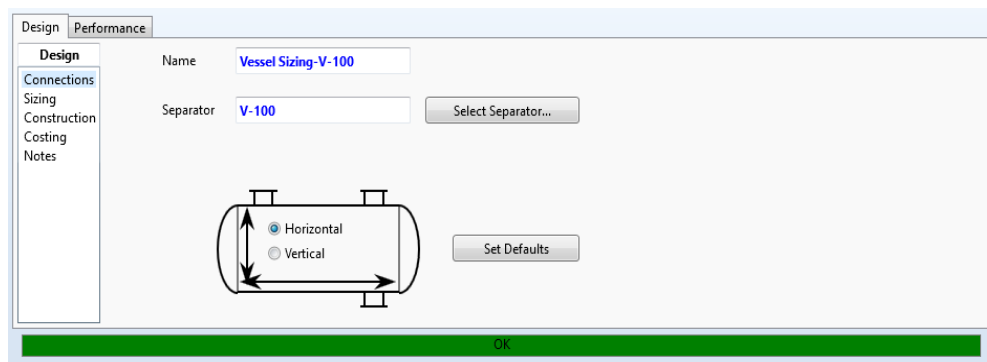 Design Performance
Design
Connections
Sizing
Construction
Costing
Notes
Name Vessel Sizing-V-100
Separator V-100 Select Separator...
Horizontal
Vertical
Set Defaults
OK